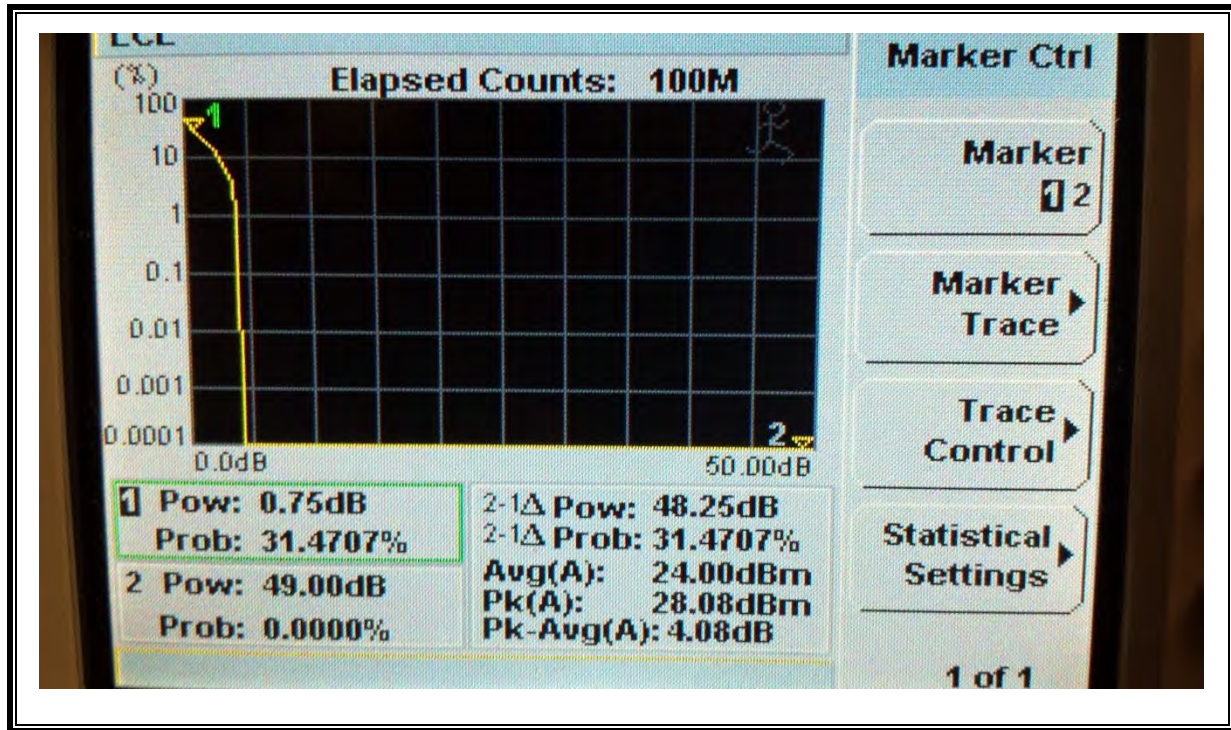 Marker Ctrl
(%)
Elapsed Counts: 100M
100
1
10
1
0.1
0.01
0.001
0.0001
2
0.0dB
50.00dB
1 Pow: 0.75dB
Prob: 31.4707%
2 Pow: 49.00dB
Prob: 0.0000%
2-1Δ Pow: 48.25dB
2-1Δ Prob: 31.4707%
Avg(A): 24.00dBm
Pk(A): 28.08dBm
Pk-Avg(A): 4.08dB
Marker
1 2
Marker
Trace
Trace
Control
Statistical
Settings
1 of 1